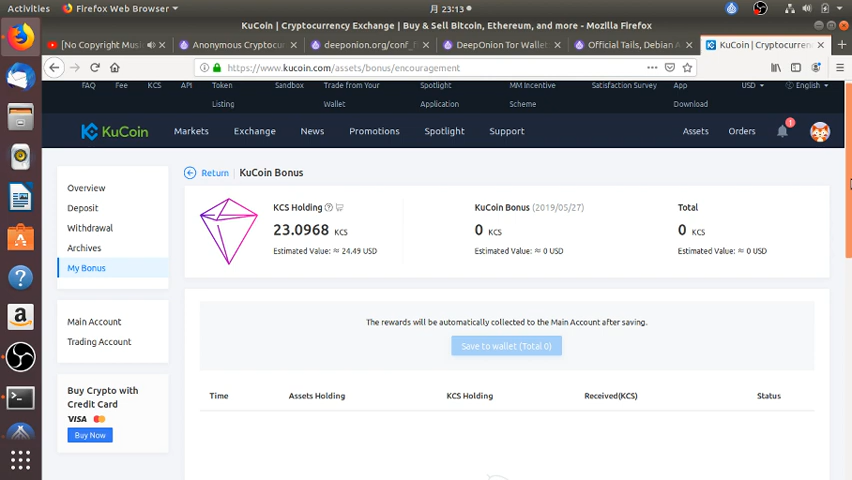 Activities
Firefox Web Browser
月 23:13
KuCoin | Cryptocurrency Exchange | Buy & Sell Bitcoin, Ethereum, and more - Mozilla Firefox
[No Copyright Mus
Anonymous Cryptocur
deeponion.org/conf_f
DeepOnion Tor Wallet
Official Tails, Debian A
KuCoin | Cryptocurrenc
https://www.kucoin.com/assets/bonus/encouragement
FAQ
Fee
KCS
API
Token Listing
Sandbox
Trade from Your Wallet
Spotlight Application
MM Incentive Scheme
Satisfaction Survey
App Download
USD
English
KuCoin
Markets
Exchange
News
Promotions
Spotlight
Support
Assets
Orders
1
Overview
Deposit
Withdrawal
Archives
My Bonus
Main Account
Trading Account
Buy Crypto with
Credit Card
VISA
Buy Now
Return | KuCoin Bonus
KCS Holding
23.0968 KCS
Estimated Value: ≈ 24.49 USD
KuCoin Bonus (2019/05/27)
0 KCS
Estimated Value: ≈ 0 USD
Total
0 KCS
Estimated Value: ≈ 0 USD
The rewards will be automatically collected to the Main Account after saving.
Save to wallet (Total 0)
Time
Assets Holding
KCS Holding
Received(KCS)
Status